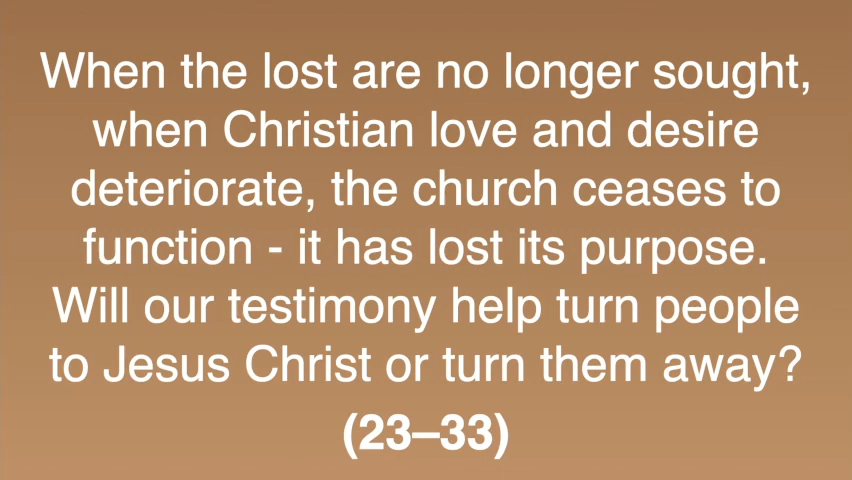 When the lost are no longer sought,
when Christian love and desire
deteriorate, the church ceases to
function - it has lost its purpose.
Will our testimony help turn people
to Jesus Christ or turn them away?
(23–33)